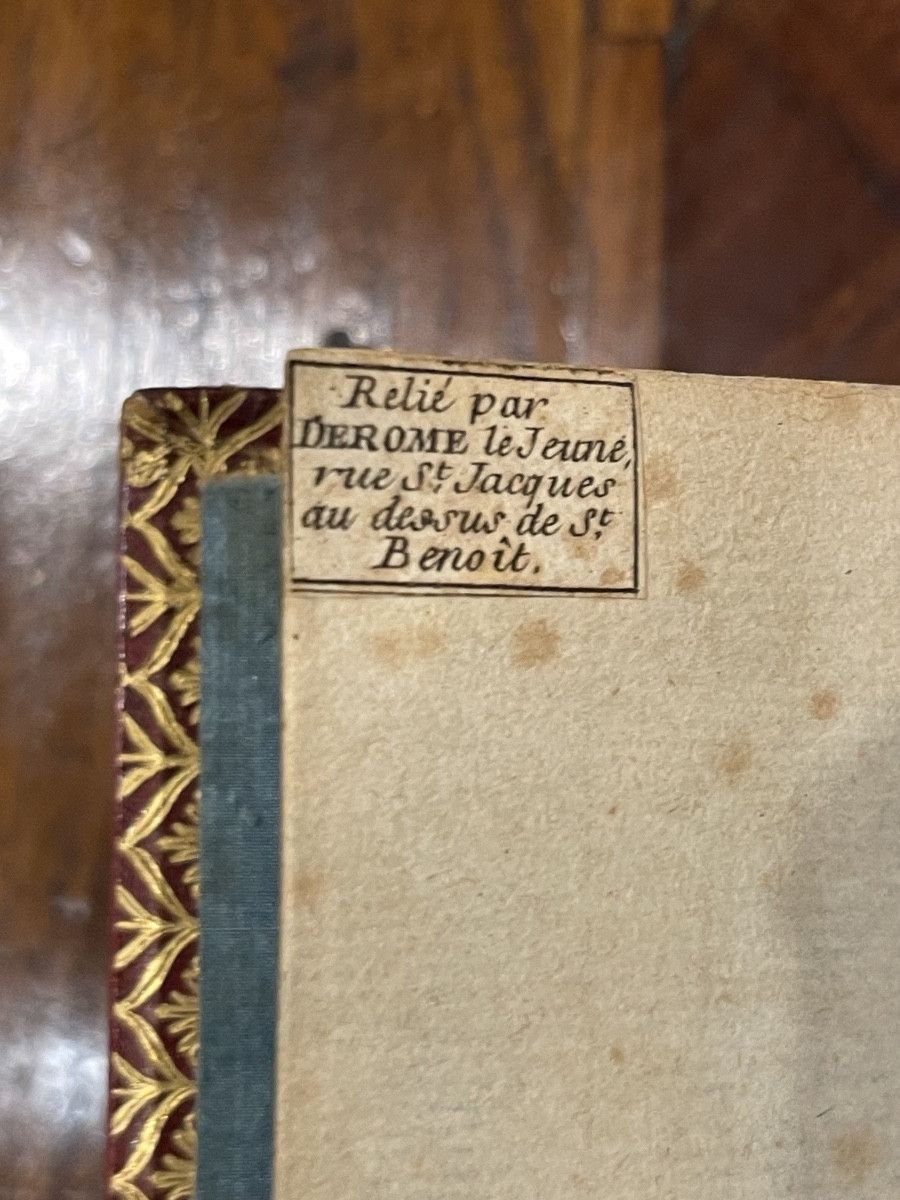 Relié par
DEROME le Jeune,
rue St. Jacques
au dessus de St.
Benoît.